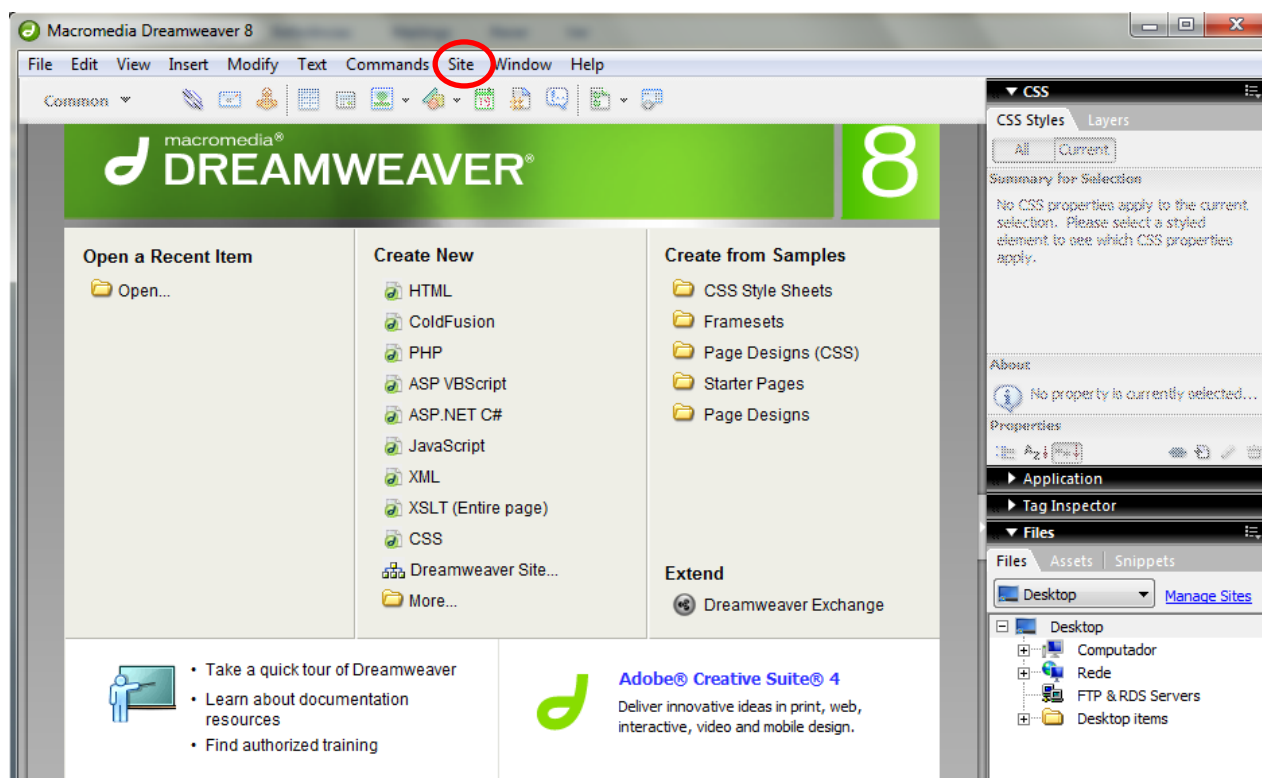 Macromedia Dreamweaver 8
File Edit View Insert Modify Text Commands Site Window Help
Common
macromedia®
DREAMWEAVER®
8
Open a Recent Item
Open...
Create New
HTML
ColdFusion
PHP
ASP VBScript
ASP.NET C#
JavaScript
XML
XSLT (Entire page)
CSS
Dreamweaver Site...
More...
Create from Samples
CSS Style Sheets
Framesets
Page Designs (CSS)
Starter Pages
Page Designs
Extend
Dreamweaver Exchange
• Take a quick tour of Dreamweaver
• Learn about documentation
resources
• Find authorized training
Adobe® Creative Suite® 4
Deliver innovative ideas in print, web,
interactive, video and mobile design.
CSS
CSS Styles Layers
All Current
Summary for Selection
No CSS properties apply to the current
selection. Please select a styled
element to see which CSS properties
apply.
About
No property is currently selected...
Properties
Application
Tag Inspector
Files
Files Assets Snippets
Desktop Manage Sites
Desktop
Computador
Rede
FTP & RDS Servers
Desktop items